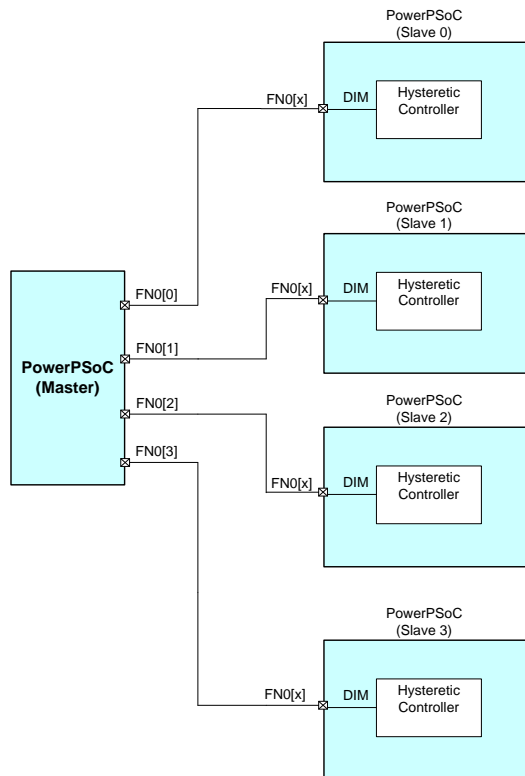 PowerPSoC
(Slave 0)
FN0[x]
DIM
Hysteretic
Controller
PowerPSoC
(Slave 1)
FN0[0]
FN0[x]
DIM
Hysteretic
Controller
FN0[1]
PowerPSoC
(Master)
FN0[2]
FN0[3]
PowerPSoC
(Slave 2)
FN0[x]
DIM
Hysteretic
Controller
PowerPSoC
(Slave 3)
FN0[x]
DIM
Hysteretic
Controller